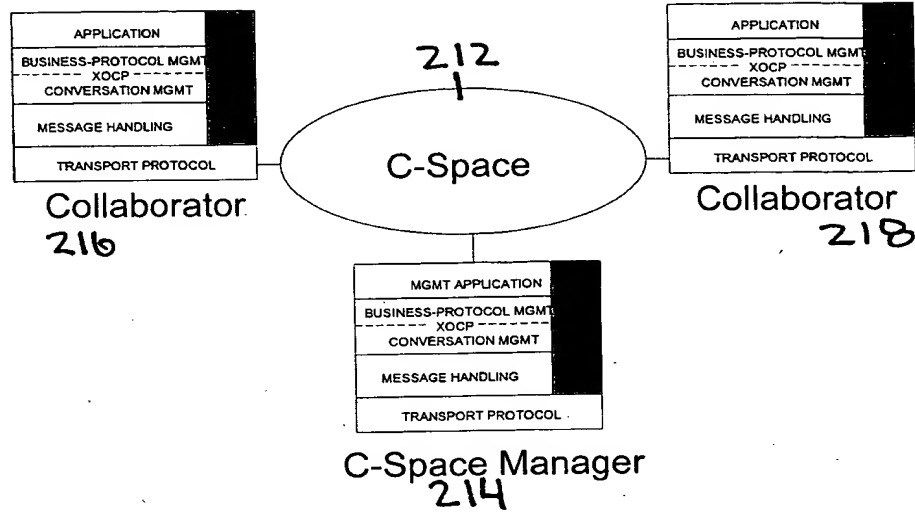 APPLICATION
BUSINESS-PROTOCOL MGMT
XOCP
CONVERSATION MGMT
MESSAGE HANDLING
TRANSPORT PROTOCOL
Collaborator
216
212
C-Space
APPLICATION
BUSINESS-PROTOCOL MGMT
XOCP
CONVERSATION MGMT
MESSAGE HANDLING
TRANSPORT PROTOCOL
Collaborator
218
MGMT APPLICATION
BUSINESS-PROTOCOL MGMT
XOCP
CONVERSATION MGMT
MESSAGE HANDLING
TRANSPORT PROTOCOL
C-Space Manager
214